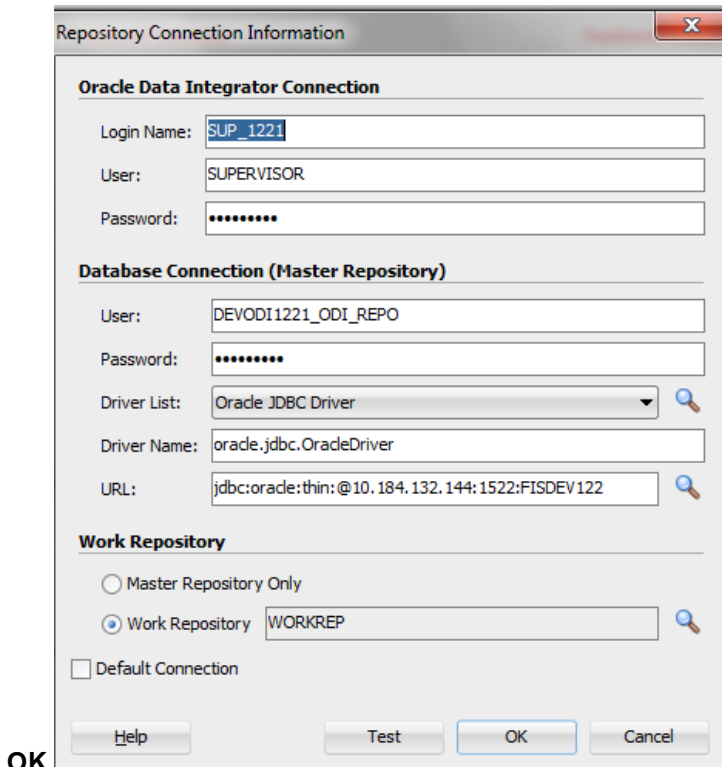 Repository Connection Information
Oracle Data Integrator Connection
Login Name: SUP_1221
User: SUPERVISOR
Password: •••••••••
Database Connection (Master Repository)
User: DEVODI1221_ODI_REPO
Password: •••••••••
Driver List: Oracle JDBC Driver
Driver Name: oracle.jdbc.OracleDriver
URL: jdbc:oracle:thin:@10.184.132.144:1522:FISDEV122
Work Repository
Master Repository Only
Work Repository WORKREP
Default Connection
Help Test OK Cancel
OK